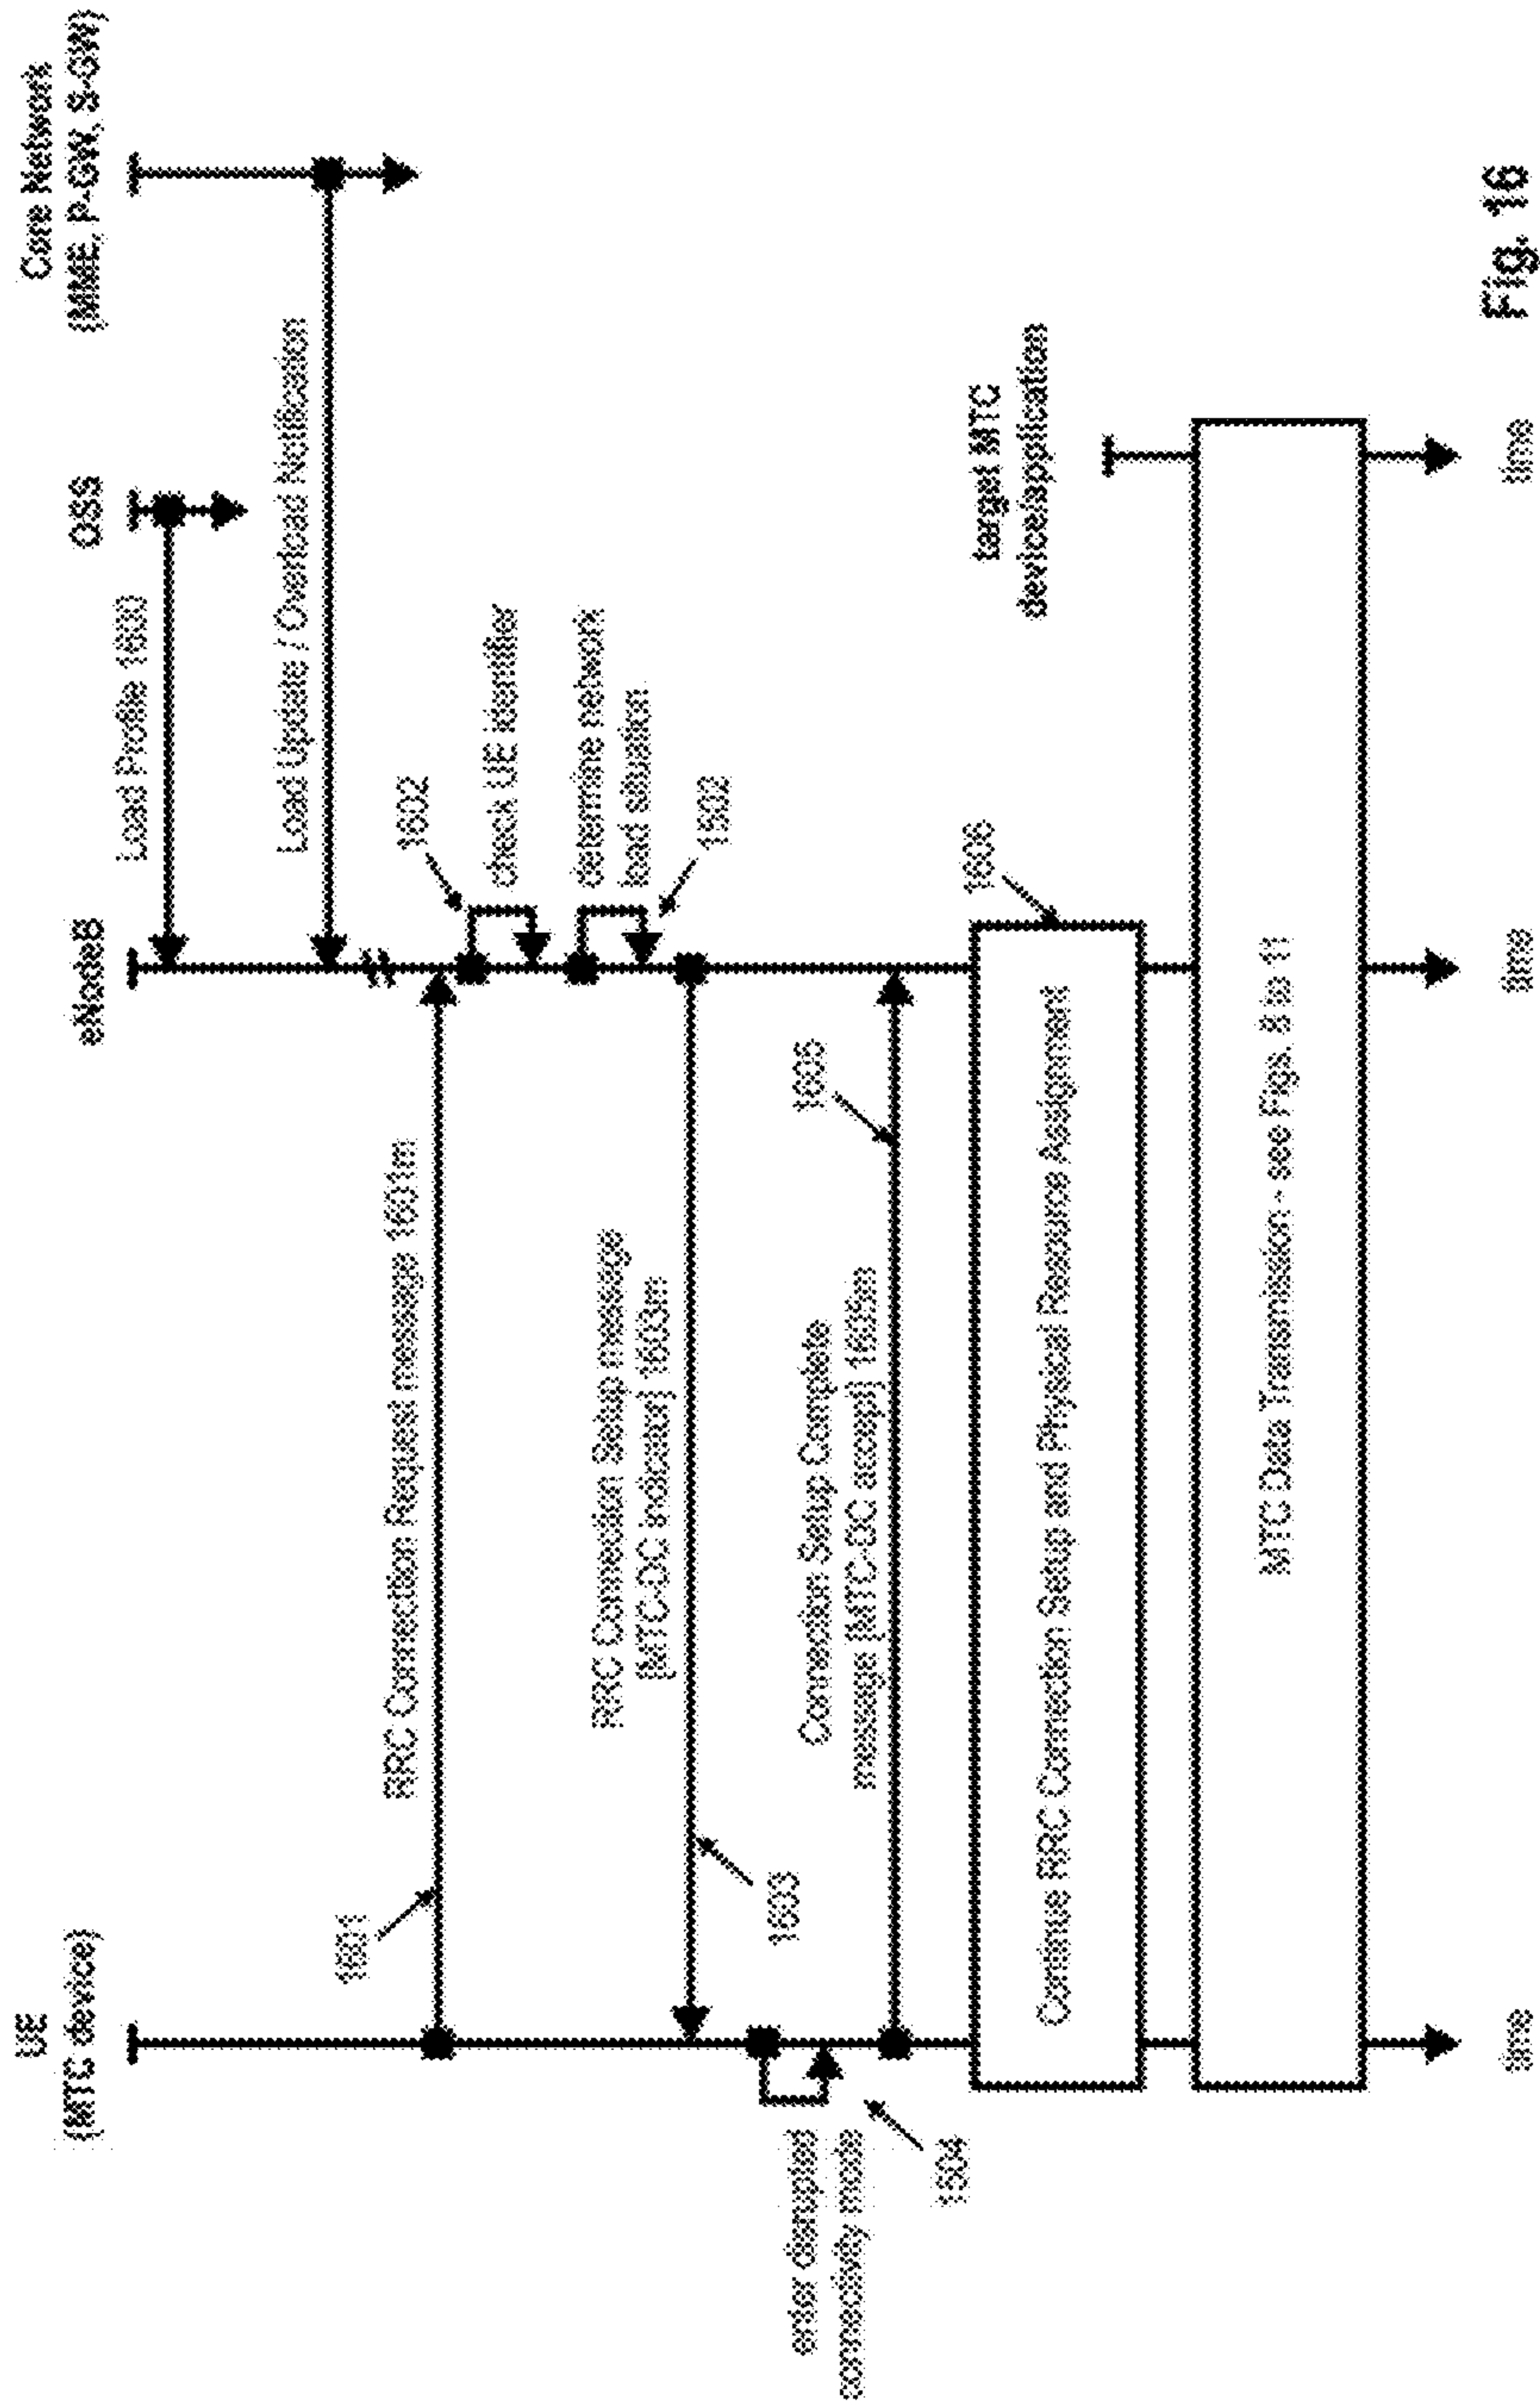 UE
(MTC device)
eNodeB
OSS
Core Network
(MME, P-GW, S-GW)
Load Profile 1600
Load Update / Overload Notification
1601
RRC Connection Request message 1601m
1602
check UE identifier
determine network
load situation
1502
RRC Connection Setup message
[MTC-DC indicated] 1603m
1603
enter disrupted
connectivity mode
1504
Connection Setup Complete
message [MTC-DC accept] 1605m
1605
1606
Continue RRC Connection Setup and Physical Resource Assignment
target MTC
device/application
MTC Data Transmission - see Figs. 8 to 11
time
time
time
Fig. 16